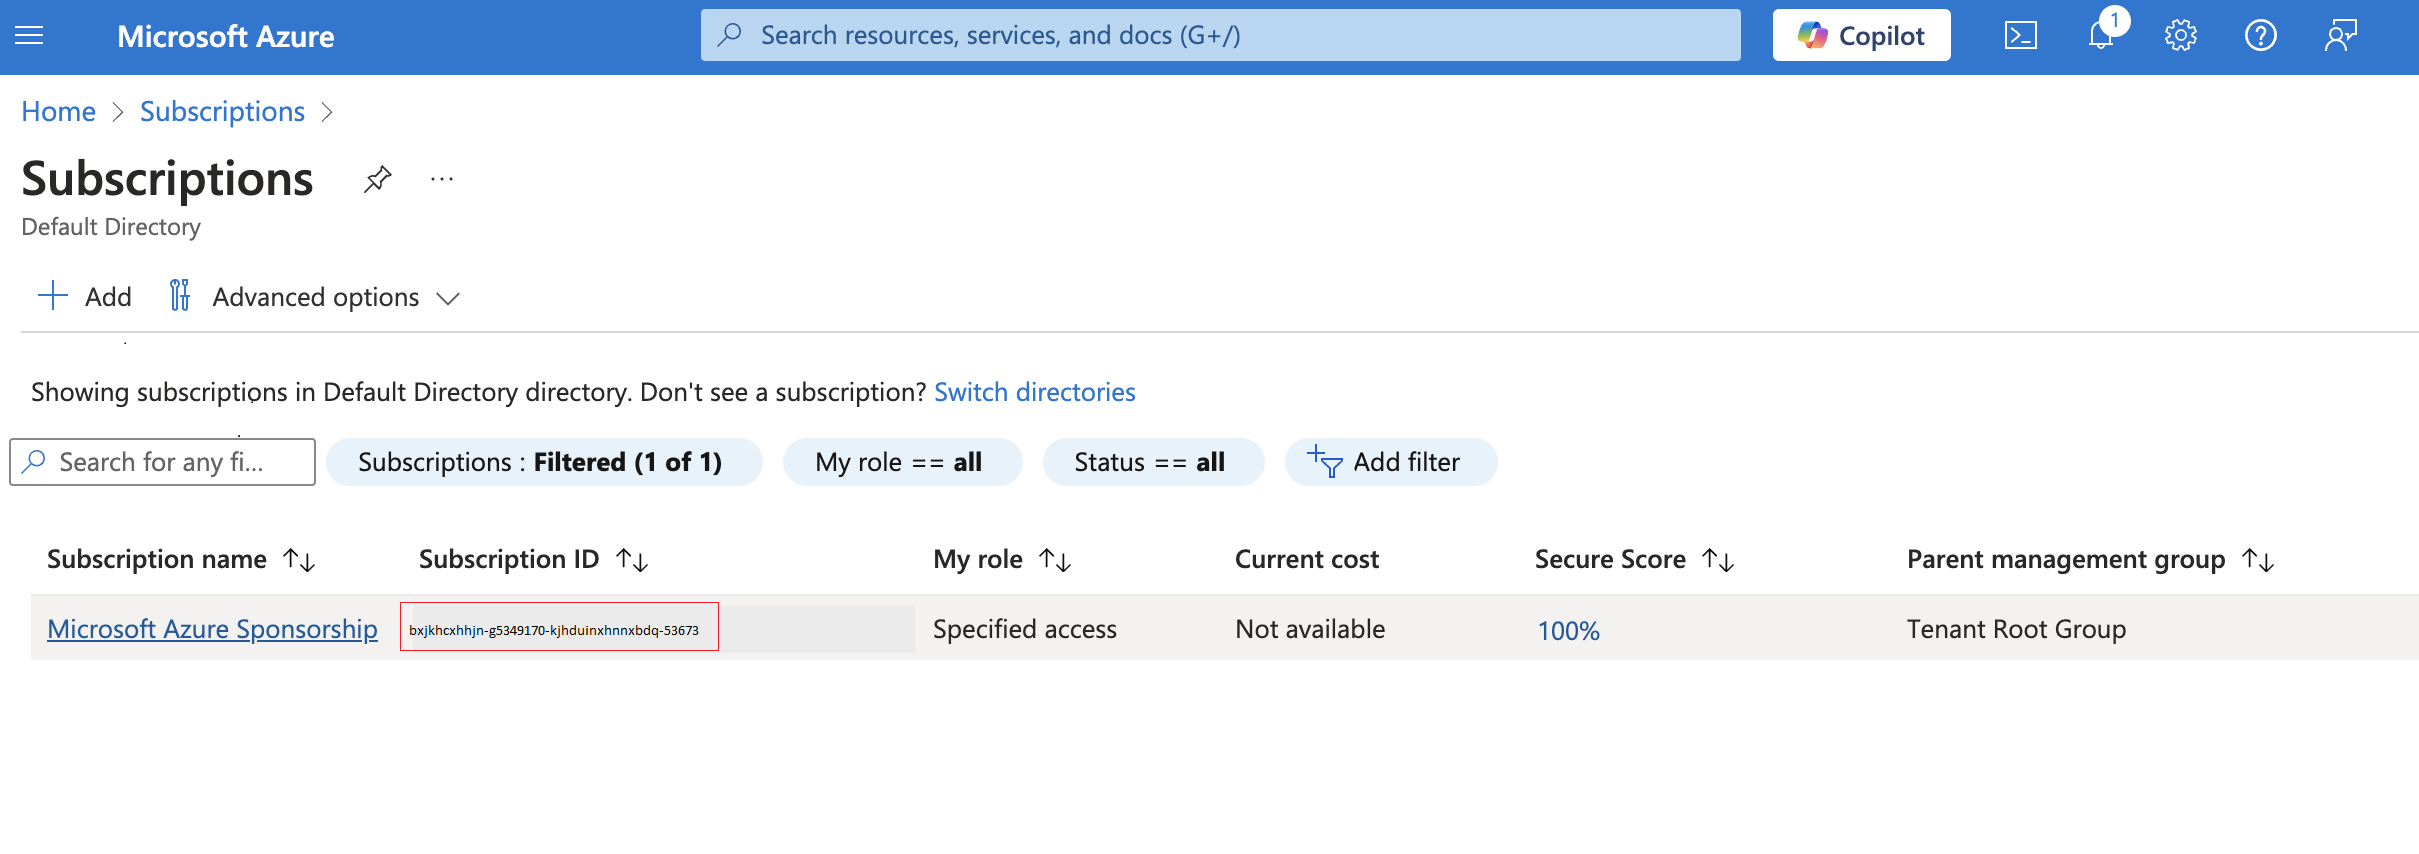 Microsoft Azure
Search resources, services, and docs (G+/)
Copilot
1
Home > Subscriptions >
Subscriptions ...
Default Directory
Add Advanced options
Showing subscriptions in Default Directory directory. Don't see a subscription? Switch directories
Search for any fi... Subscriptions : Filtered (1 of 1) My role == all Status == all Add filter
Subscription name ↑↓ Subscription ID ↑↓ My role ↑↓ Current cost Secure Score ↑↓ Parent management group ↑↓
Microsoft Azure Sponsorship bxjkhcxhhjn-g5349170-kjhduinxhnnxbdq-53673 Specified access Not available 100% Tenant Root Group